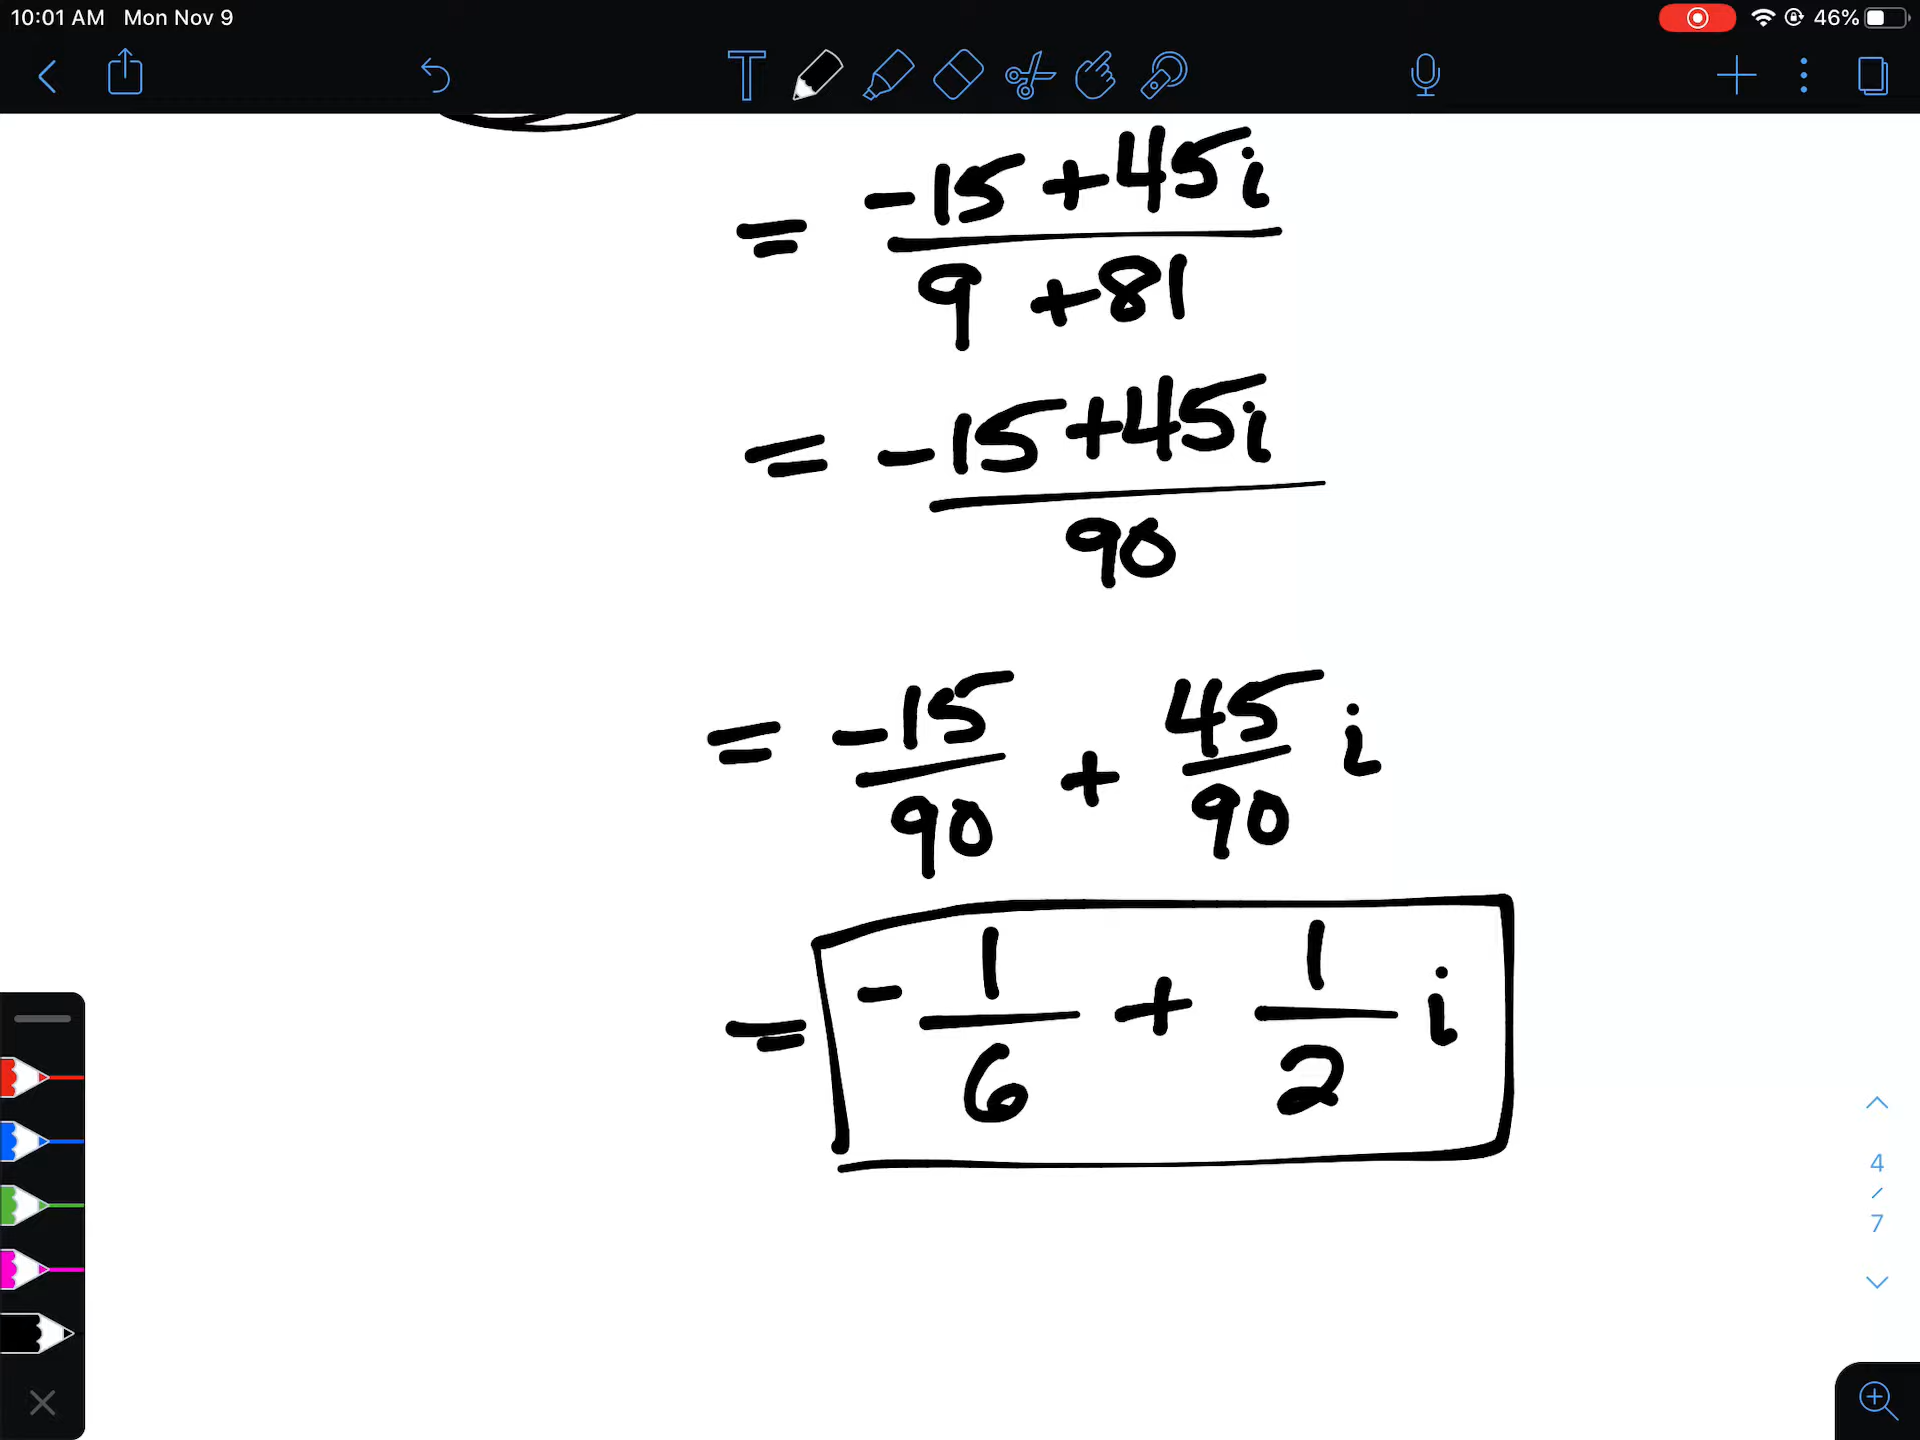 10:01 AM Mon Nov 9 46%
T
= -15 + 45i / 9 + 81
= -15 + 45i / 90
= -15/90 + 45/90 i
= - 1/6 + 1/2 i
4
/
7